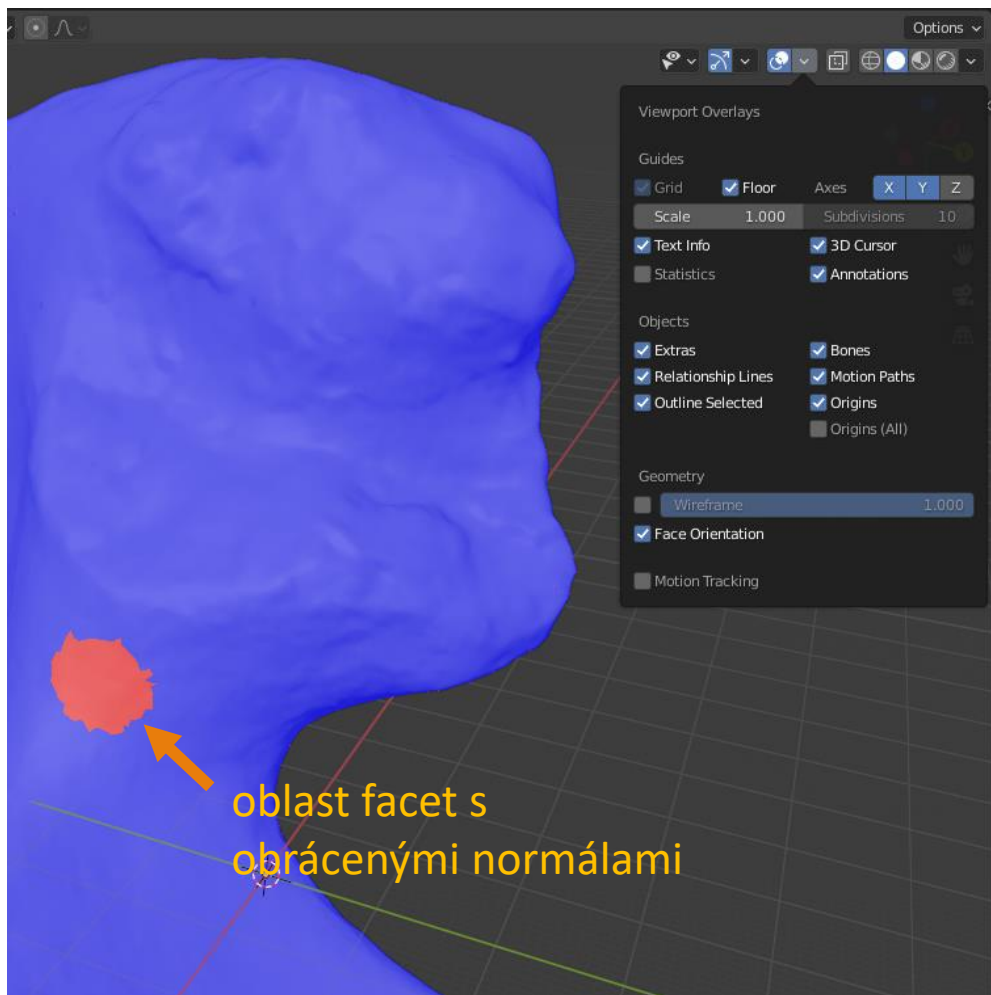 Options
Viewport Overlays
Guides
Grid Floor Axes X Y Z
Scale 1.000 Subdivisions 10
Text Info 3D Cursor
Statistics Annotations
Objects
Extras Bones
Relationship Lines Motion Paths
Outline Selected Origins
Origins (All)
Geometry
Wireframe 1.000
Face Orientation
Motion Tracking
oblast facet s
obrácenými normálami